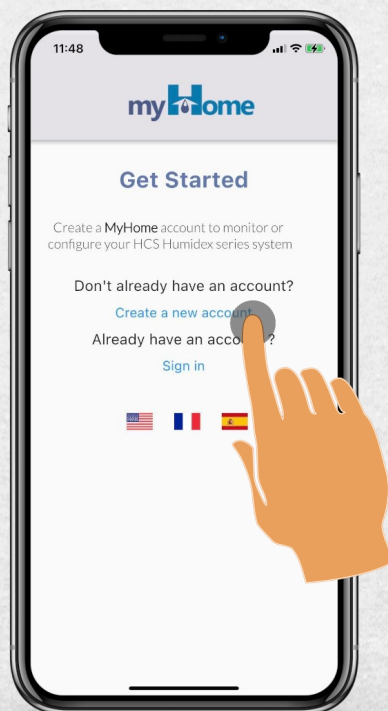 11:48
myHome
Get Started
Create a MyHome account to monitor or
configure your HCS Humidex series system
Don't already have an account?
Create a new account
Already have an acco ?
Sign in